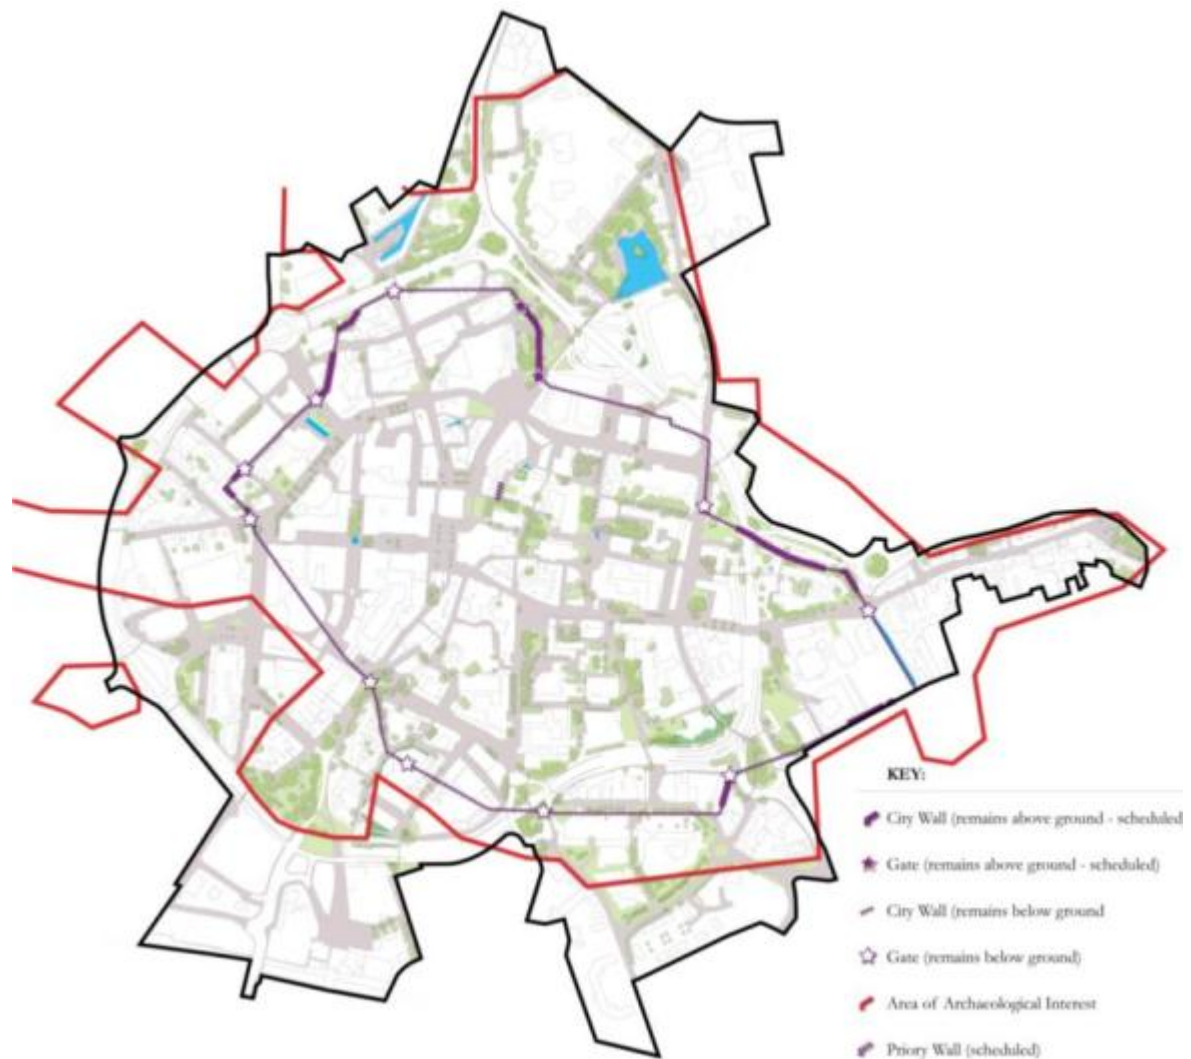 KEY:
City Wall (remains above ground - scheduled)
Gate (remains above ground - scheduled)
City Wall (remains below ground
Gate (remains below ground)
Area of Archaeological Interest
Priory Wall (scheduled)